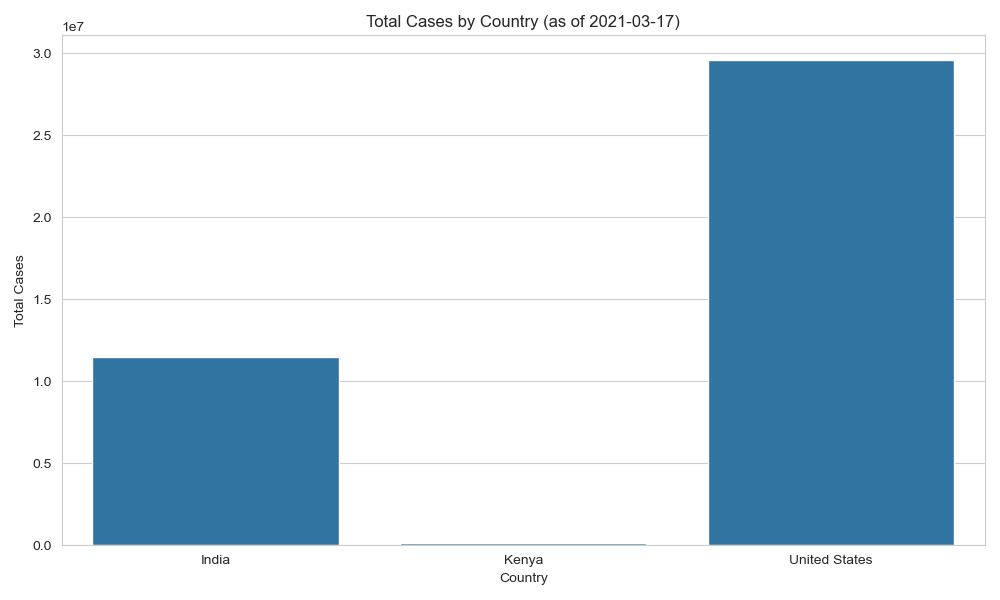 Total Cases by Country (as of 2021-03-17)
1e7
3.0
2.5
2.0
1.5
1.0
0.5
0.0
Total Cases
India
Kenya
United States
Country